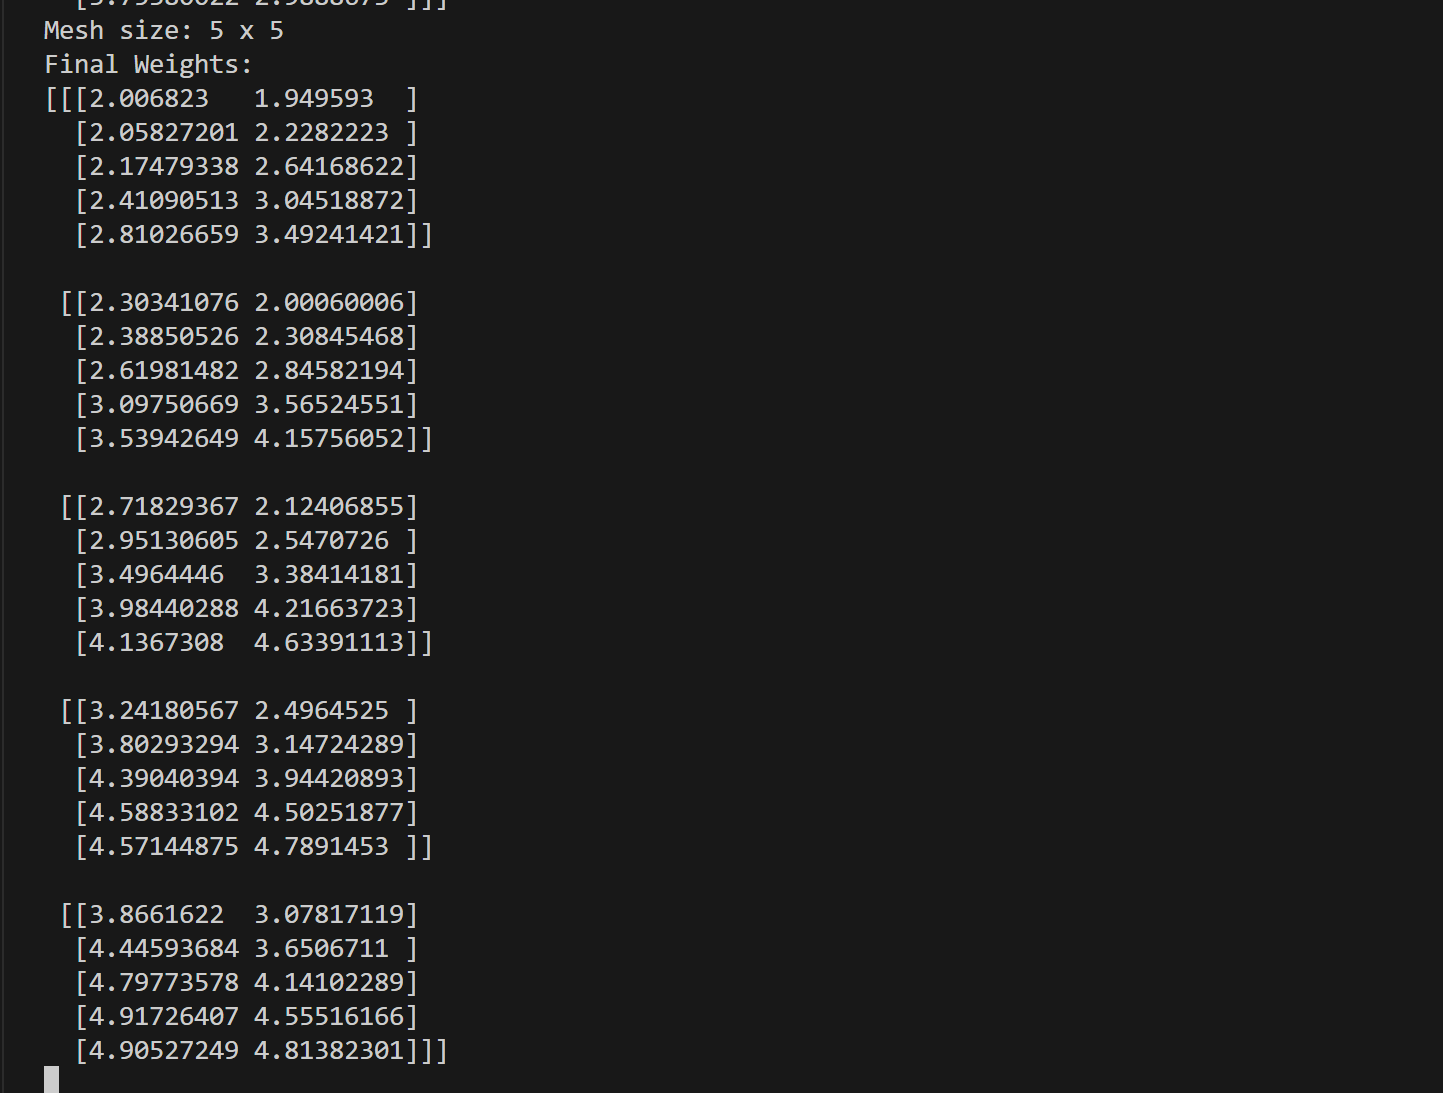 Mesh size: 5 x 5
Final Weights:
[[[2.006823   1.949593  ]
  [2.05827201 2.2282223 ]
  [2.17479338 2.64168622]
  [2.41090513 3.04518872]
  [2.81026659 3.49241421]]

 [[2.30341076 2.00060006]
  [2.38850526 2.30845468]
  [2.61981482 2.84582194]
  [3.09750669 3.56524551]
  [3.53942649 4.15756052]]

 [[2.71829367 2.12406855]
  [2.95130605 2.5470726 ]
  [3.4964446  3.38414181]
  [3.98440288 4.21663723]
  [4.1367308  4.63391113]]

 [[3.24180567 2.4964525 ]
  [3.80293294 3.14724289]
  [4.39040394 3.94420893]
  [4.58833102 4.50251877]
  [4.57144875 4.7891453 ]]

 [[3.8661622  3.07817119]
  [4.44593684 3.6506711 ]
  [4.79773578 4.14102289]
  [4.91726407 4.55516166]
  [4.90527249 4.81382301]]]